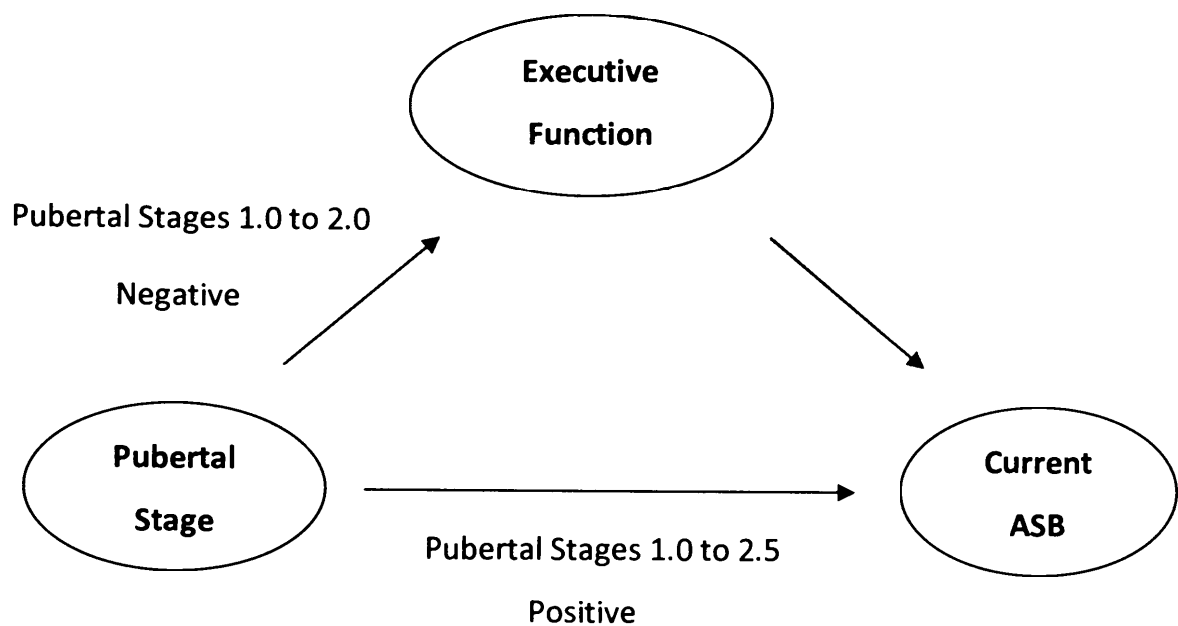 Executive
Function
Pubertal Stages 1.0 to 2.0
Negative
Pubertal
Stage
Current
ASB
Pubertal Stages 1.0 to 2.5
Positive